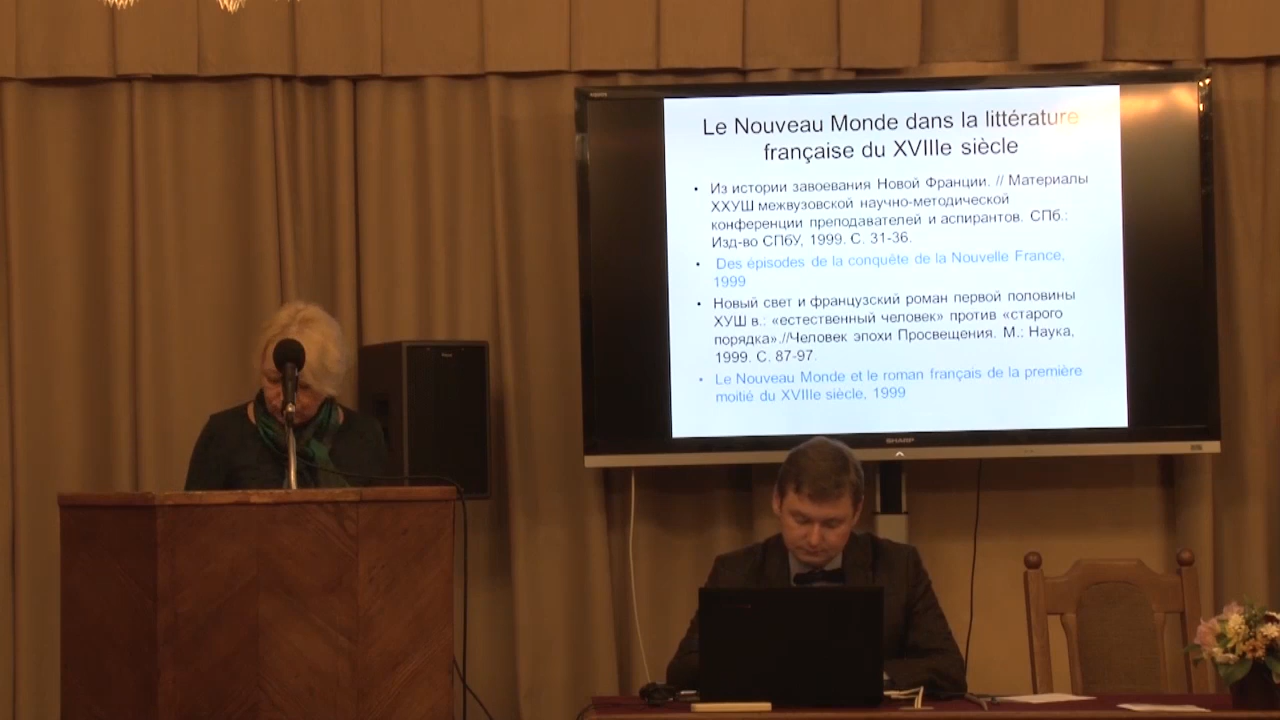 Le Nouveau Monde dans la littérature
française du XVIIIe siècle
• Из истории завоевания Новой Франции. // Материалы
ХХУШ межвузовской научно-методической
конференции преподавателей и аспирантов. СПб.:
Изд-во СПбУ, 1999. С. 31-36.
• Des épisodes de la conquête de la Nouvelle France,
1999
• Новый свет и французский роман первой половины
ХУШ в.: «естественный человек» против «старого
порядка».//Человек эпохи Просвещения. М.: Наука,
1999. С. 87-97.
• Le Nouveau Monde et le roman français de la première
moitié du XVIIIe siècle, 1999
SHARP